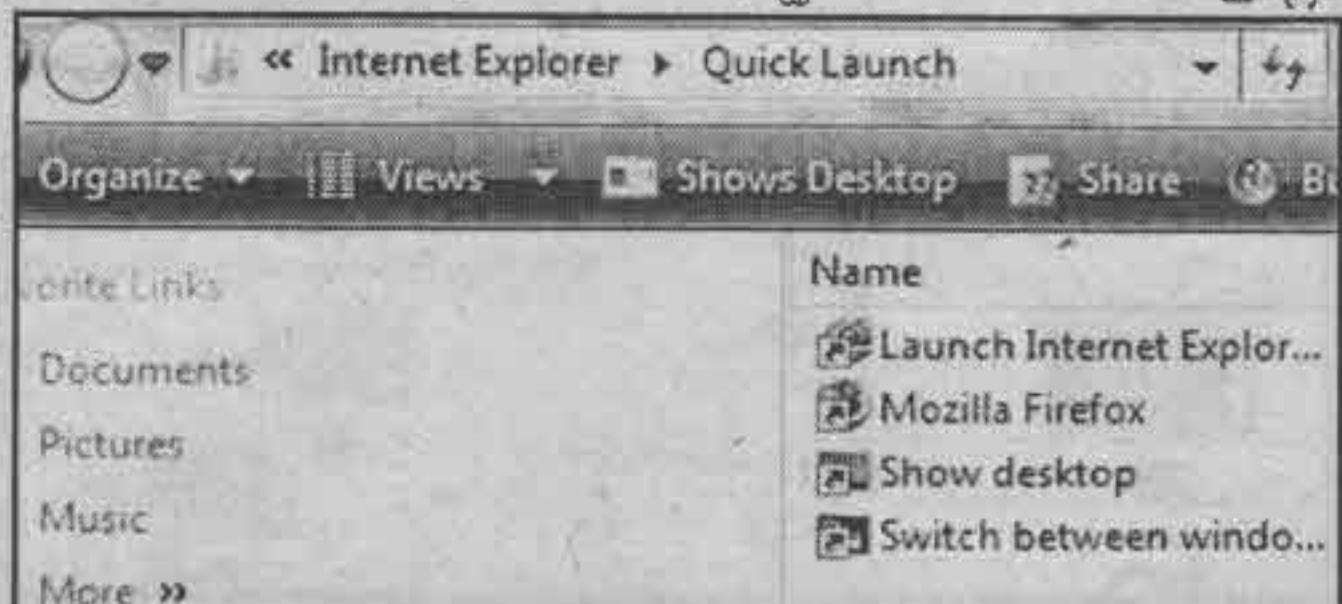 « Internet Explorer ▸ Quick Launch
Organize Views Shows Desktop Share
Links
Name
Documents
Pictures
Music
More »
Launch Internet Explor...
Mozilla Firefox
Show desktop
Switch between windo...